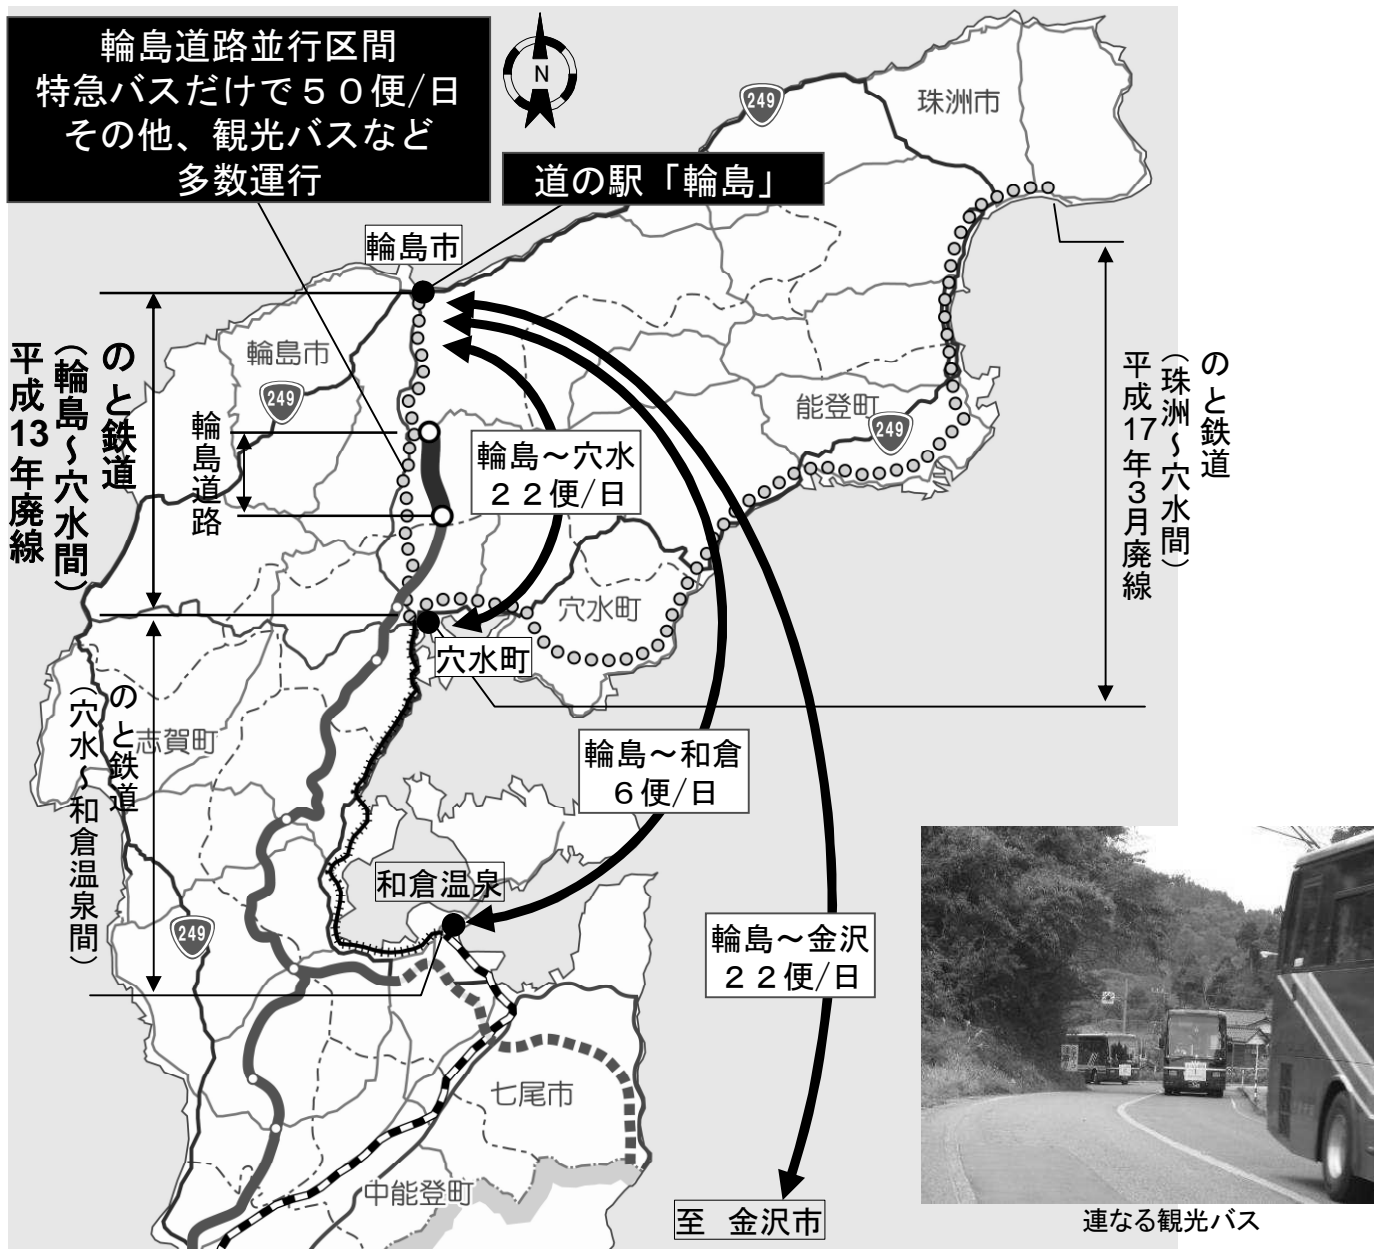 輪島道路並行区間
特急バスだけで５０便/日
その他、観光バスなど
多数運行
N
道の駅「輪島」
249
珠洲市
輪島市
輪島市
249
のと鉄道
（輪島～穴水間）
平成13年廃線
輪島道路
輪島～穴水
２２便/日
能登町
249
のと鉄道
（珠洲～穴水間）
平成17年3月廃線
穴水町
穴水町
のと鉄道
（穴水～和倉温泉間）
志賀町
輪島～和倉
６便/日
和倉温泉
249
輪島～金沢
２２便/日
七尾市
中能登町
至 金沢市
連なる観光バス